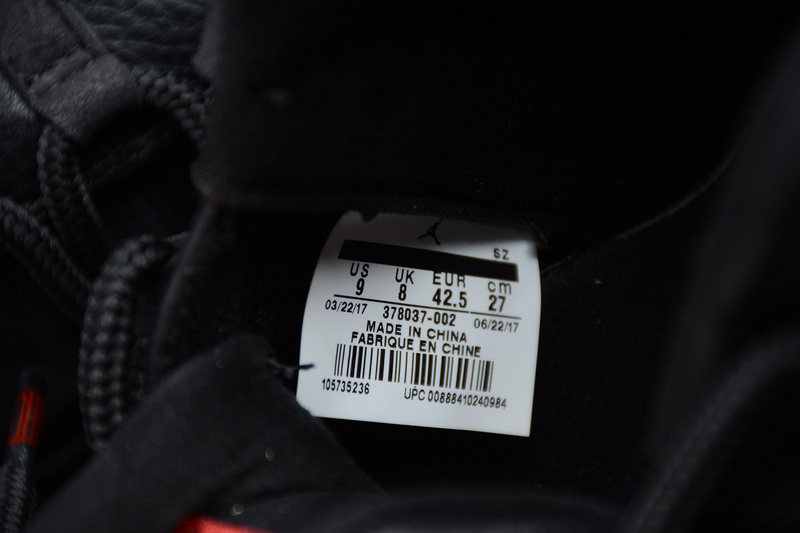 SZ
US UK EUR cm
9 8 42.5 27
03/22/17 378037-002 06/22/17
MADE IN CHINA
FABRIQUE EN CHINE
105735236 UPC 00888410240984